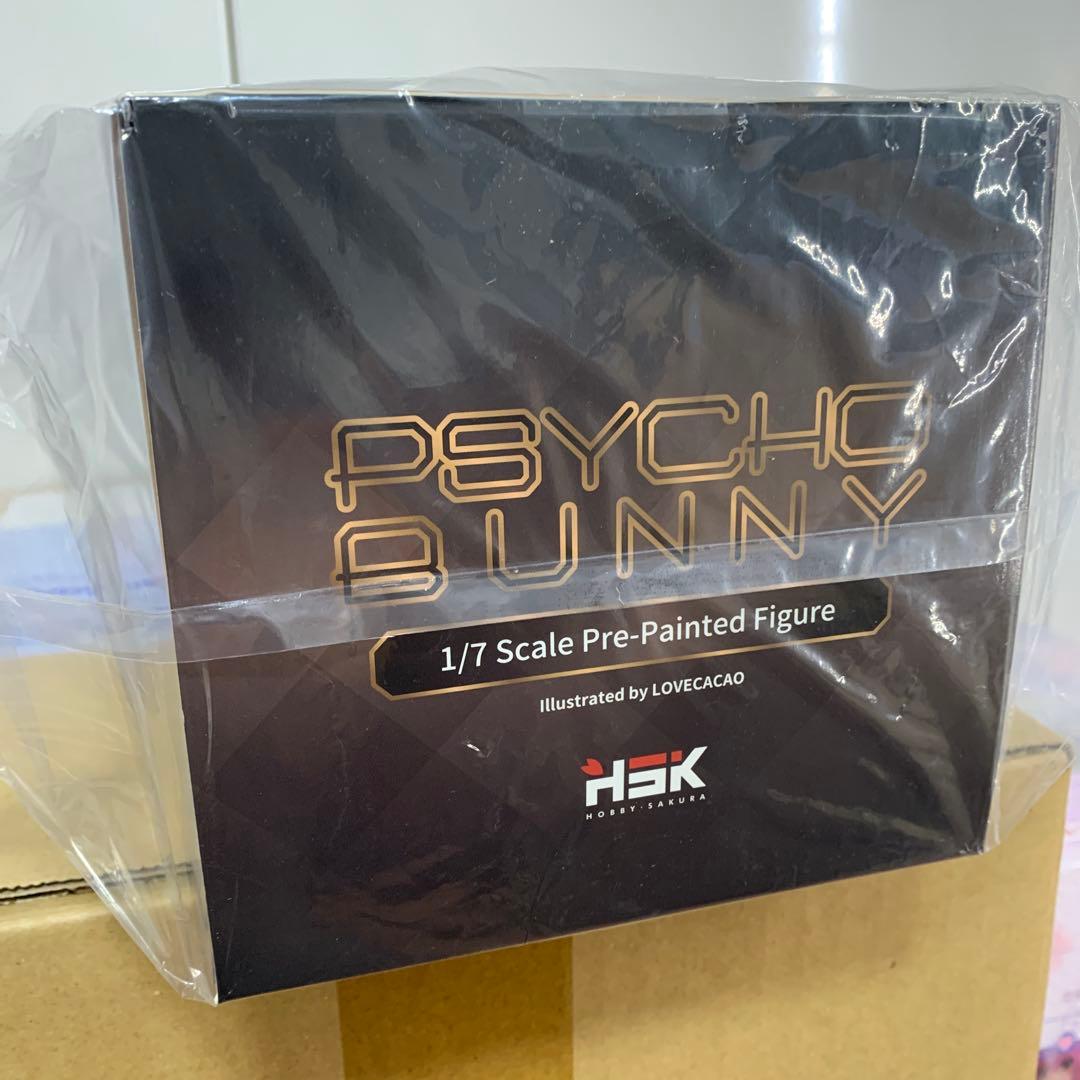 PSYCHO
BUNNY
1/7 Scale Pre-Painted Figure
Illustrated by LOVECACAO
HSK
HOBBY·SAKURA